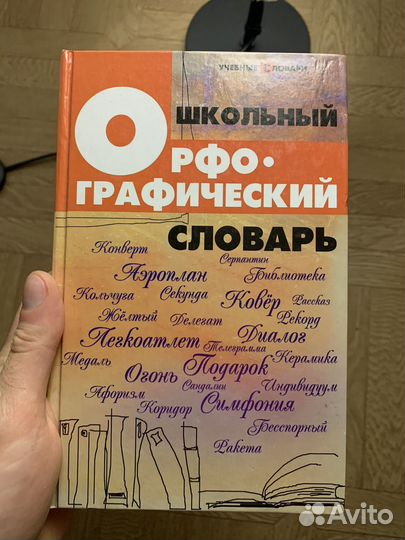 УЧЕБНЫЕ СЛОВАРИ
ШКОЛЬНЫЙ
ОРФО·
ГРАФИЧЕСКИЙ
СЛОВАРЬ
Конверт
Серпантин
Аэроплан
Библиотека
Кольчуга
Секунда
Ковёр
Рассказ
Жёлтый
Делегат
Рекорд
Легкоатлет
Диалог
Телеграмма
Медаль
Керамика
Огонь
Подарок
Сандалии
Индивидуум
Афоризм
Коридор
Симфония
Бесспорный
Ракета
Avito